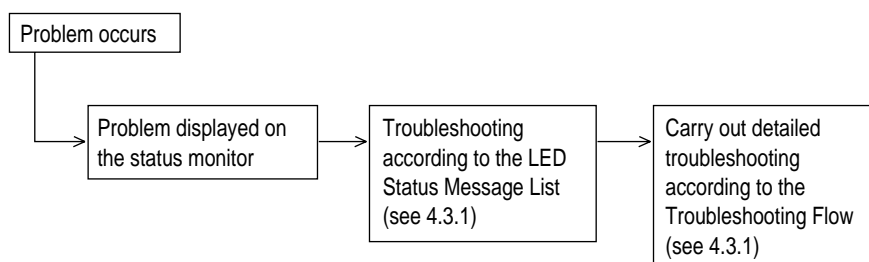 Problem occurs
Problem displayed on
the status monitor
Troubleshooting
according to the LED
Status Message List
(see 4.3.1)
Carry out detailed
troubleshooting
according to the
Troubleshooting Flow
(see 4.3.1)